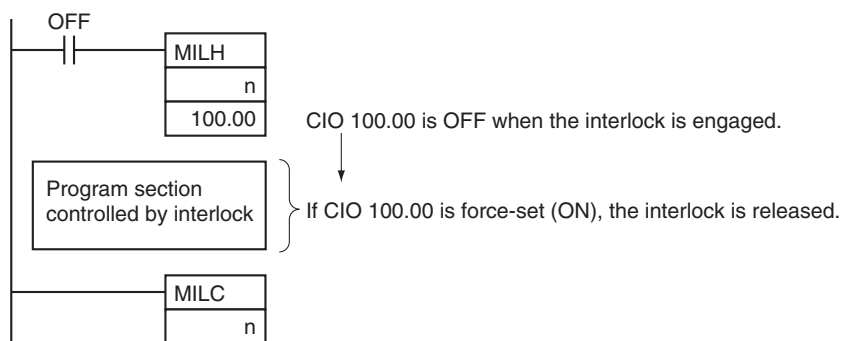 OFF
MILH
n
100.00
CIO 100.00 is OFF when the interlock is engaged.
Program section
controlled by interlock
If CIO 100.00 is force-set (ON), the interlock is released.
MILC
n